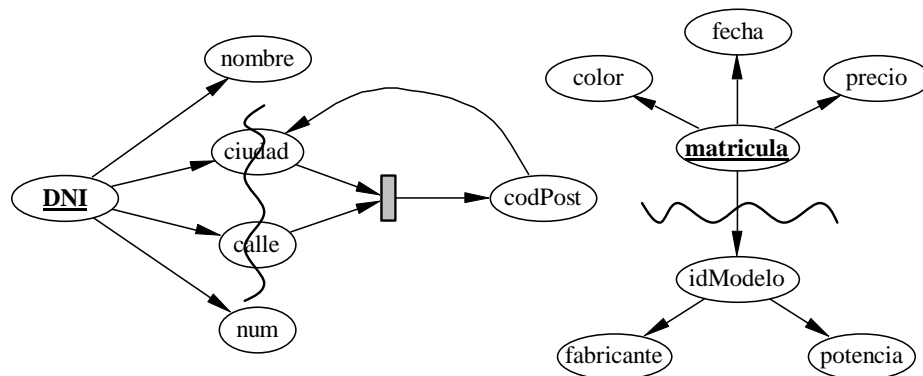 nombre
ciudad
DNI
codPost
calle
num
fecha
color
precio
matricula
idModelo
fabricante
potencia